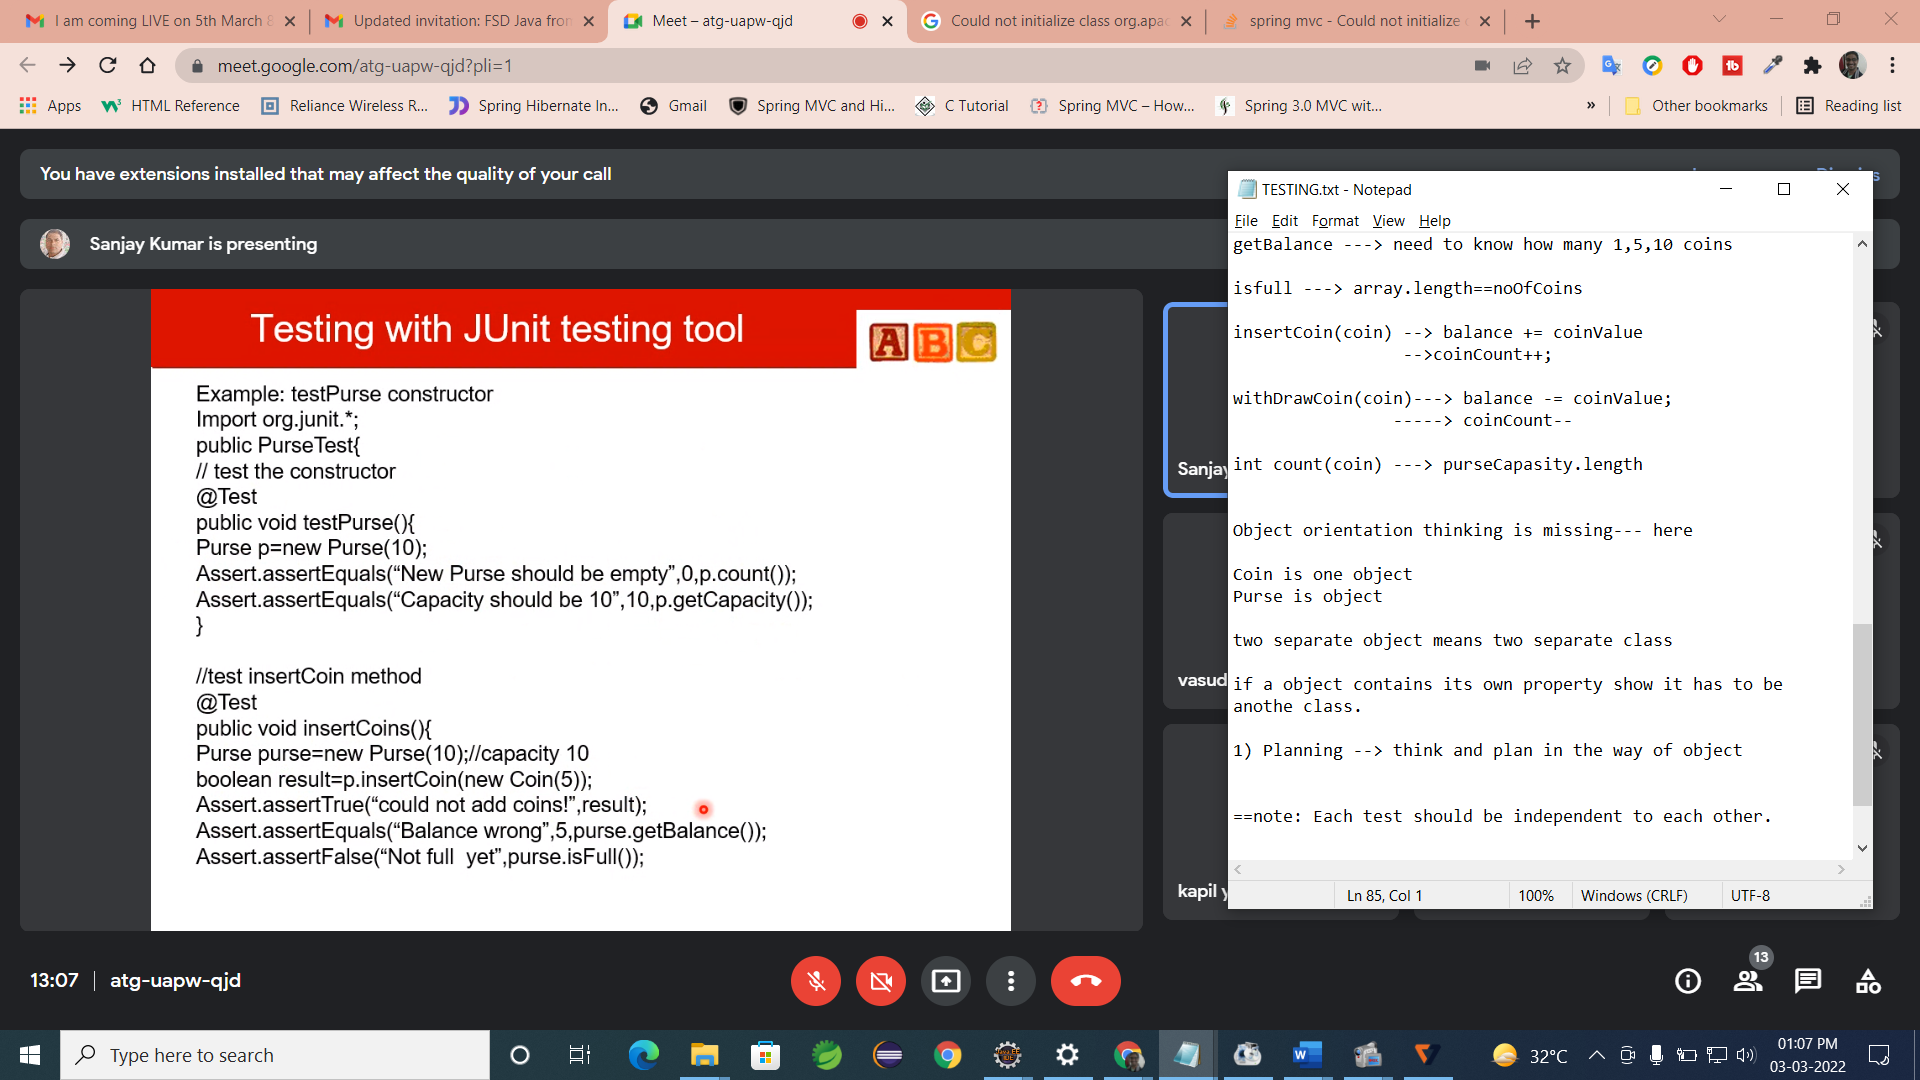 I am coming LIVE on 5th March 8
Updated invitation: FSD Java fron
Meet – atg-uapw-qjd
Could not initialize class org.apac
spring mvc - Could not initialize c
meet.google.com/atg-uapw-qjd?pli=1
Apps
HTML Reference
Reliance Wireless R...
Spring Hibernate In...
Gmail
Spring MVC and Hi...
C Tutorial
Spring MVC – How...
Spring 3.0 MVC wit...
»
Other bookmarks
Reading list
You have extensions installed that may affect the quality of your call
Sanjay Kumar is presenting
Testing with JUnit testing tool
A B C
Example: testPurse constructor
Import org.junit.*;
public PurseTest{
// test the constructor
@Test
public void testPurse(){
Purse p=new Purse(10);
Assert.assertEquals(“New Purse should be empty”,0,p.count());
Assert.assertEquals(“Capacity should be 10”,10,p.getCapacity());
}
//test insertCoin method
@Test
public void insertCoins(){
Purse purse=new Purse(10);//capacity 10
boolean result=p.insertCoin(new Coin(5));
Assert.assertTrue(“could not add coins!”,result);
Assert.assertEquals(“Balance wrong”,5,purse.getBalance());
Assert.assertFalse(“Not full  yet”,purse.isFull());
Sanjay
vasud
kapil y
TESTING.txt - Notepad
File Edit Format View Help
getBalance ---> need to know how many 1,5,10 coins
isfull ---> array.length==noOfCoins
insertCoin(coin) --> balance += coinValue
-->coinCount++;
withDrawCoin(coin)---> balance -= coinValue;
-----> coinCount--
int count(coin) ---> purseCapasity.length
Object orientation thinking is missing--- here
Coin is one object
Purse is object
two separate object means two separate class
if a object contains its own property show it has to be
anothe class.
1) Planning --> think and plan in the way of object
==note: Each test should be independent to each other.
Ln 85, Col 1
100%
Windows (CRLF)
UTF-8
13:07 | atg-uapw-qjd
13
Type here to search
32°C
01:07 PM
03-03-2022